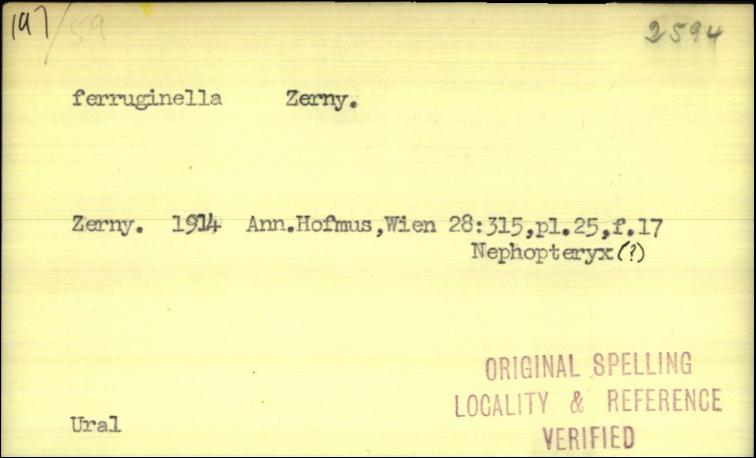 197/59 2594
ferruginella Zerny.
Zerny. 1914 Ann.Hofmus,Wien 28:315,pl.25,f.17
Nephopteryx(?)
ORIGINAL SPELLING
LOCALITY & REFERENCE
Ural
VERIFIED